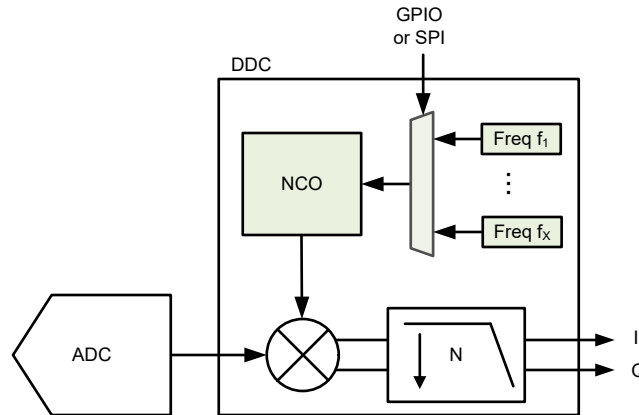 GPIO
or SPI
DDC
Freq f₁
NCO
⋮
Freq fₓ
ADC
N
I
Q